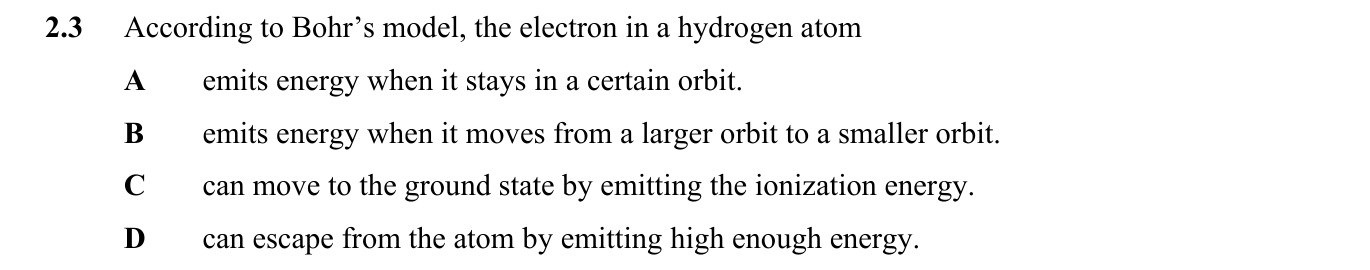 2.3 According to Bohr’s model, the electron in a hydrogen atom
A emits energy when it stays in a certain orbit.
B emits energy when it moves from a larger orbit to a smaller orbit.
C can move to the ground state by emitting the ionization energy.
D can escape from the atom by emitting high enough energy.